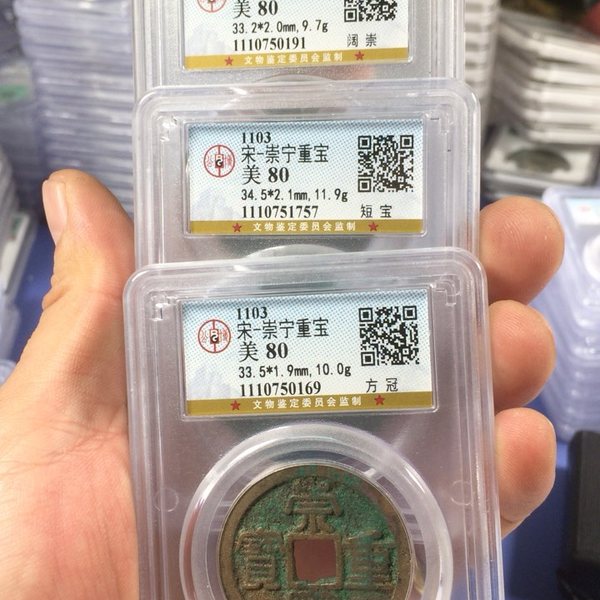 美 80
33.2*2.0mm, 9.7g
1110750191 阔 崇
★ 文物鉴定委员会监制 ★
1103
宋-崇宁重宝
美 80
34.5*2.1mm, 11.9g
1110751757 短 宝
★ 文物鉴定委员会监制 ★
1103
宋-崇宁重宝
美 80
33.5*1.9mm, 10.0g
1110750169 方 冠
★ 文物鉴定委员会监制 ★
崇
寶 重